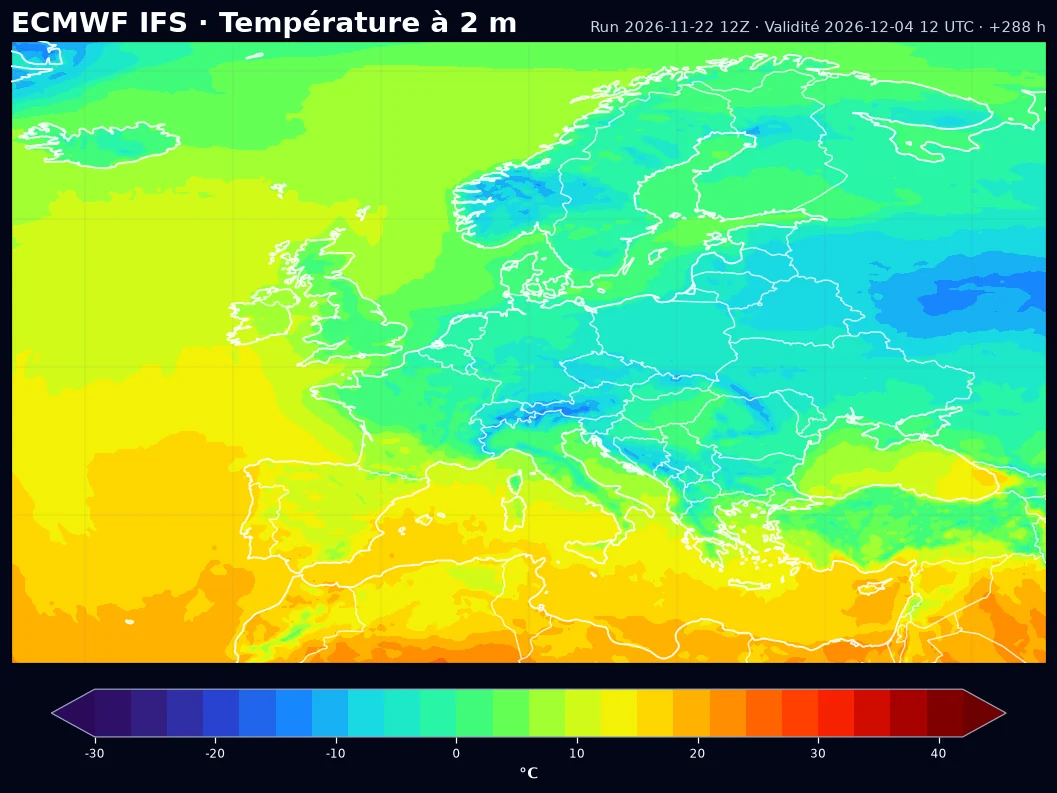 ECMWF IFS · Température à 2 m
Run 2026-11-22 12Z · Validité 2026-12-04 12 UTC · +288 h
-30 -20 -10 0 10 20 30 40
°C